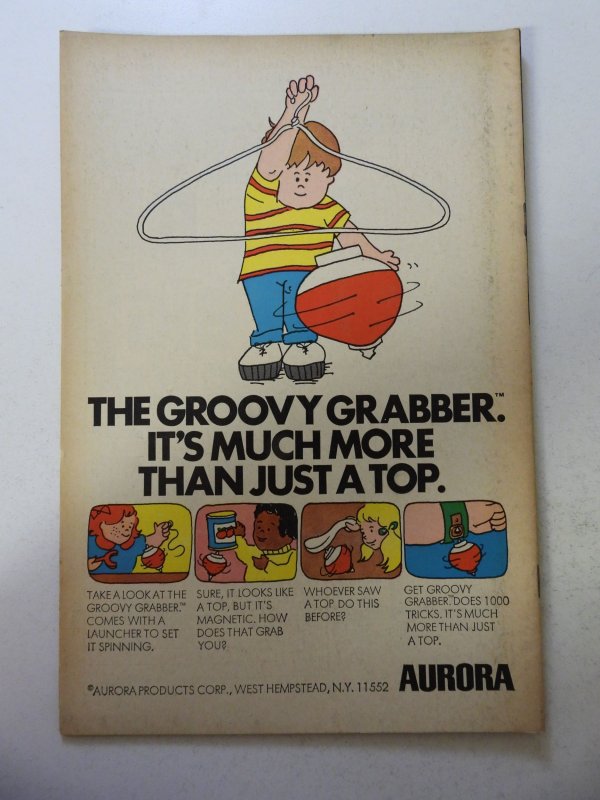 THE GROOVY GRABBER.™
IT'S MUCH MORE
THAN JUST A TOP.
TAKE A LOOK AT THE
GROOVY GRABBER.™
COMES WITH A
LAUNCHER TO SET
IT SPINNING.
SURE, IT LOOKS LIKE
A TOP, BUT IT'S
MAGNETIC. HOW
DOES THAT GRAB
YOU?
WHOEVER SAW
A TOP DO THIS
BEFORE?
GET GROOVY
GRABBER.™ DOES 1000
TRICKS. IT'S MUCH
MORE THAN JUST
A TOP.
©AURORA PRODUCTS CORP., WEST HEMPSTEAD, N.Y. 11552 AURORA